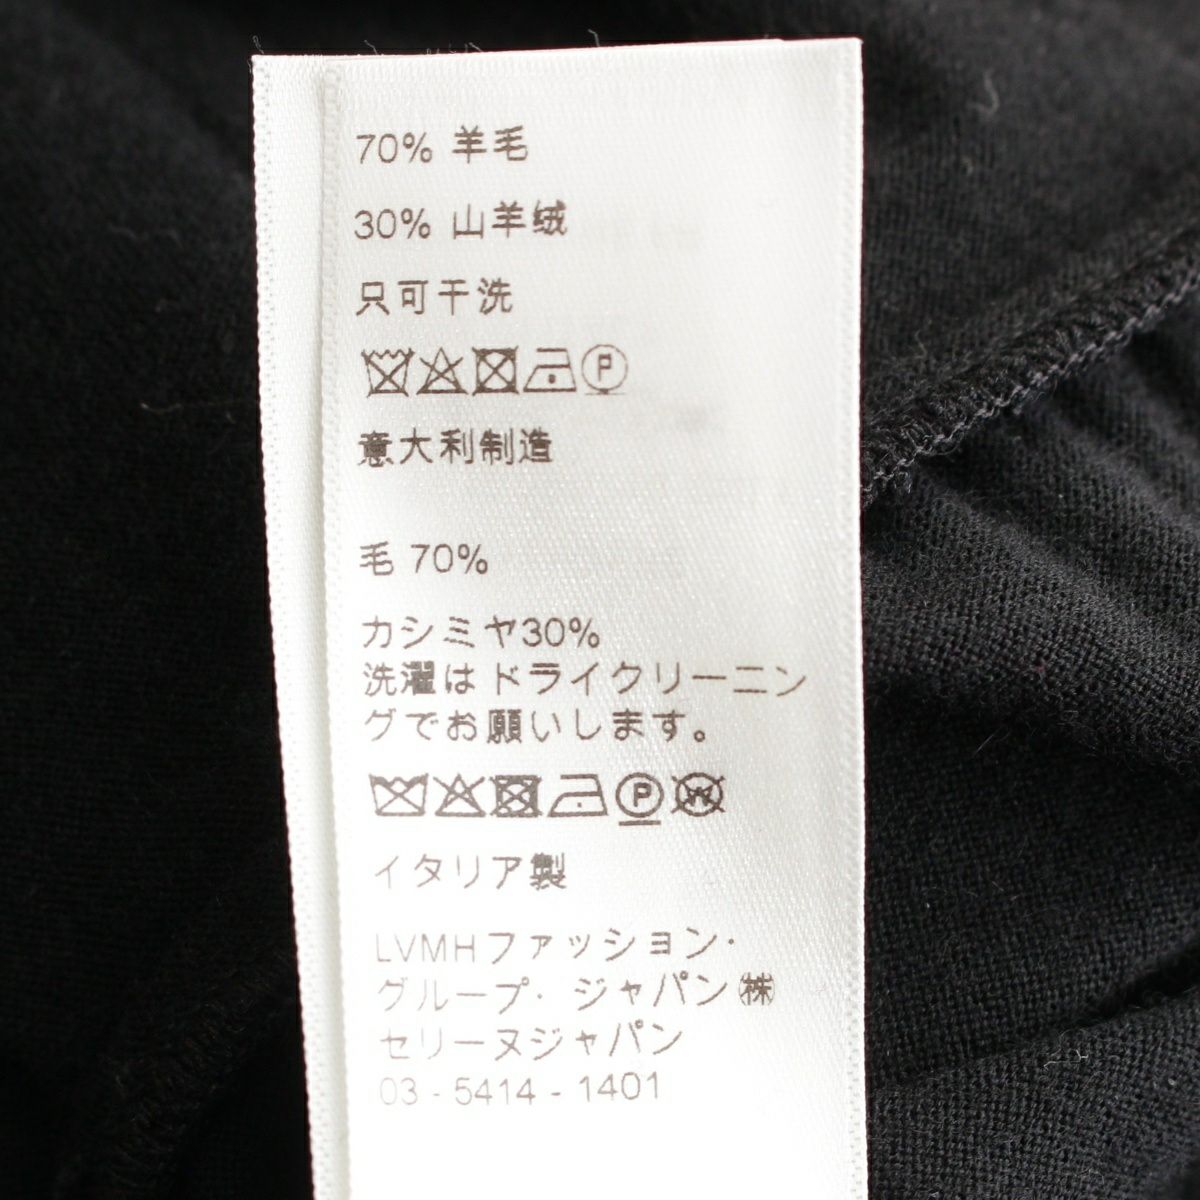 70% 羊毛
30% 山羊绒
只可干洗
P
意大利制造
毛 70%
カシミヤ30%
洗濯はドライクリーニン
グでお願いします。
P W
イタリア製
LVMHファッション・
グループ・ジャパン㈱
セリーヌジャパン
03 - 5414 - 1401